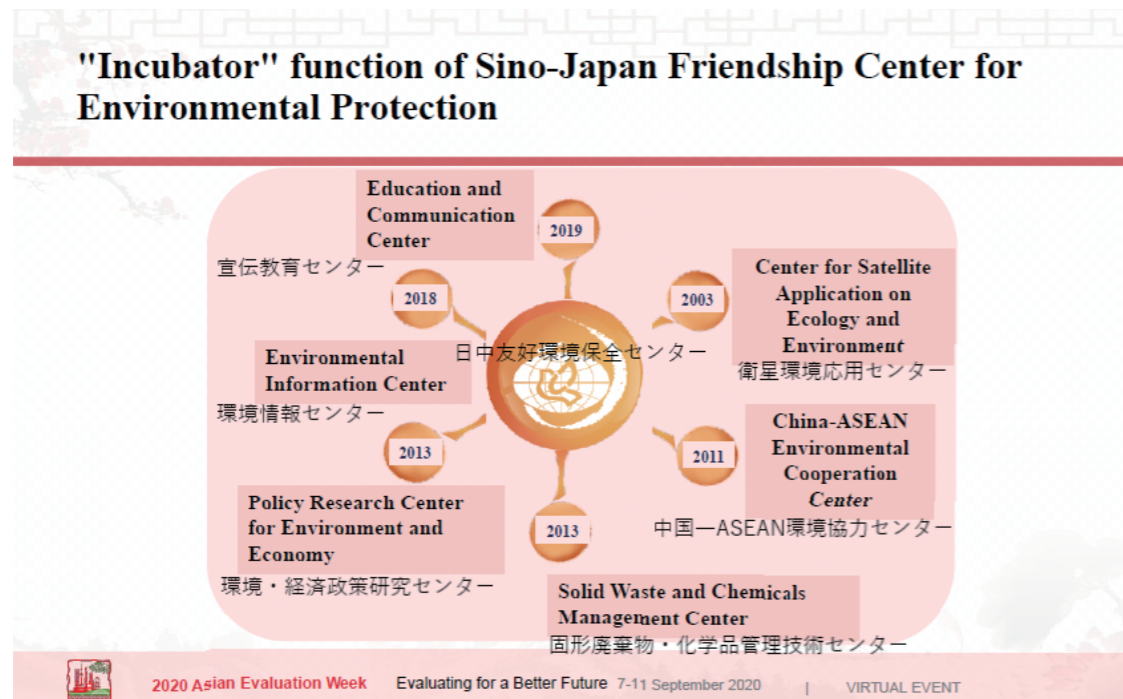 "Incubator" function of Sino-Japan Friendship Center for
Environmental Protection
Education and
Communication
Center
宣伝教育センター
2019
2018
2003
Center for Satellite
Application on
Ecology and
Environment
衛星環境応用センター
日中友好環境保全センター
Environmental
Information Center
環境情報センター
2013
2011
China-ASEAN
Environmental
Cooperation
Center
中国―ASEAN環境協力センター
Policy Research Center
for Environment and
Economy
環境・経済政策研究センター
2013
Solid Waste and Chemicals
Management Center
固形廃棄物・化学品管理技術センター
2020 Asian Evaluation Week Evaluating for a Better Future 7-11 September 2020 | VIRTUAL EVENT